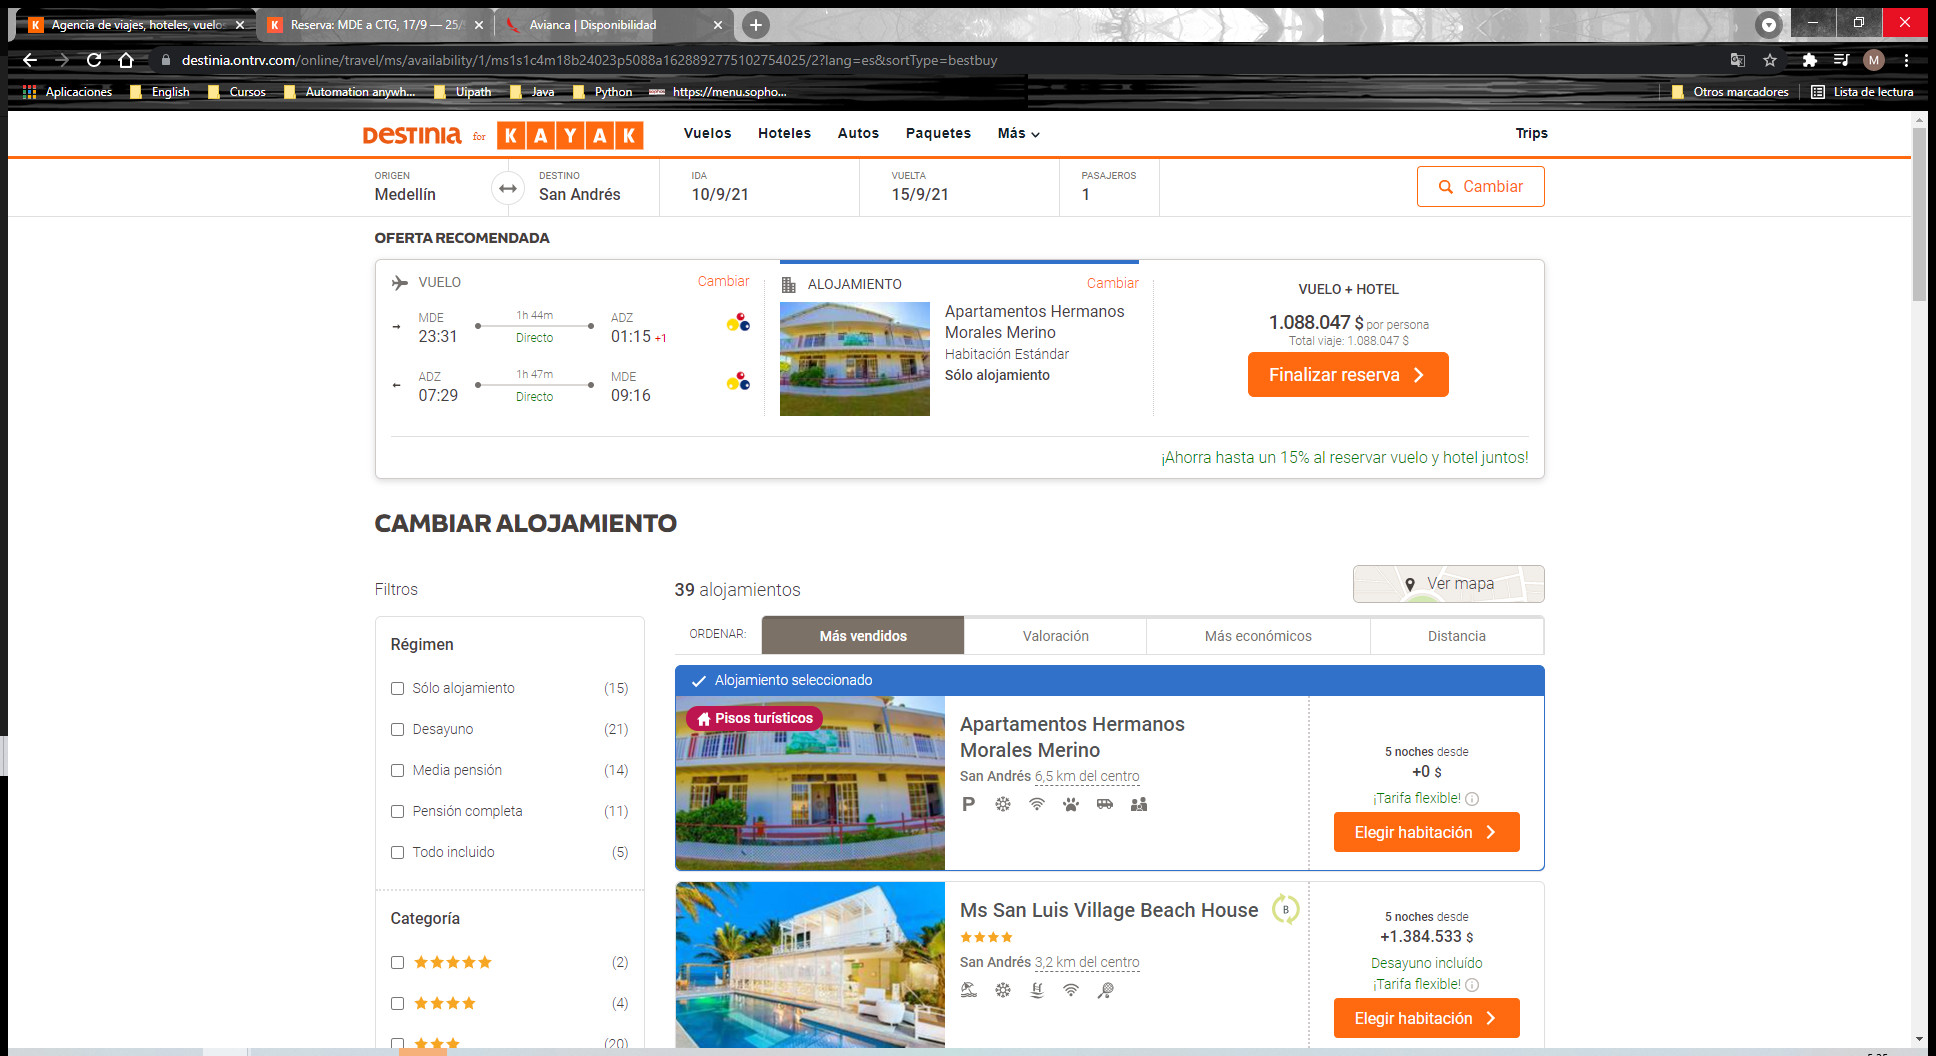 Agencia de viajes, hoteles, vuelos
Reserva: MDE a CTG, 17/9 — 25/
Avianca | Disponibilidad
destinia.ontrv.com/online/travel/ms/availability/1/ms1s1c4m18b24023p5088a1628892775102754025/2?lang=es&sortType=bestbuy
M
Aplicaciones
English
Cursos
Automation anywh...
Uipath
Java
Python
https://menu.sopho...
Otros marcadores
Lista de lectura
DESTINIA for KAYAK
Vuelos
Hoteles
Autos
Paquetes
Más
Trips
ORIGEN
Medellín
DESTINO
San Andrés
IDA
10/9/21
VUELTA
15/9/21
PASAJEROS
1
Cambiar
OFERTA RECOMENDADA
VUELO
Cambiar
MDE
23:31
1h 44m
Directo
ADZ
01:15 +1
ADZ
07:29
1h 47m
Directo
MDE
09:16
ALOJAMIENTO
Cambiar
Apartamentos Hermanos
Morales Merino
Habitación Estándar
Sólo alojamiento
VUELO + HOTEL
1.088.047 $ por persona
Total viaje: 1.088.047 $
Finalizar reserva
¡Ahorra hasta un 15% al reservar vuelo y hotel juntos!
CAMBIAR ALOJAMIENTO
Filtros
Régimen
Sólo alojamiento (15)
Desayuno (21)
Media pensión (14)
Pensión completa (11)
Todo incluido (5)
Categoría
(2)
(4)
(20)
39 alojamientos
Ver mapa
ORDENAR:
Más vendidos
Valoración
Más económicos
Distancia
Alojamiento seleccionado
Pisos turísticos
Apartamentos Hermanos
Morales Merino
San Andrés 6,5 km del centro
P
5 noches desde
+0 $
¡Tarifa flexible!
Elegir habitación
Ms San Luis Village Beach House
B
San Andrés 3,2 km del centro
5 noches desde
+1.384.533 $
Desayuno incluído
¡Tarifa flexible!
Elegir habitación